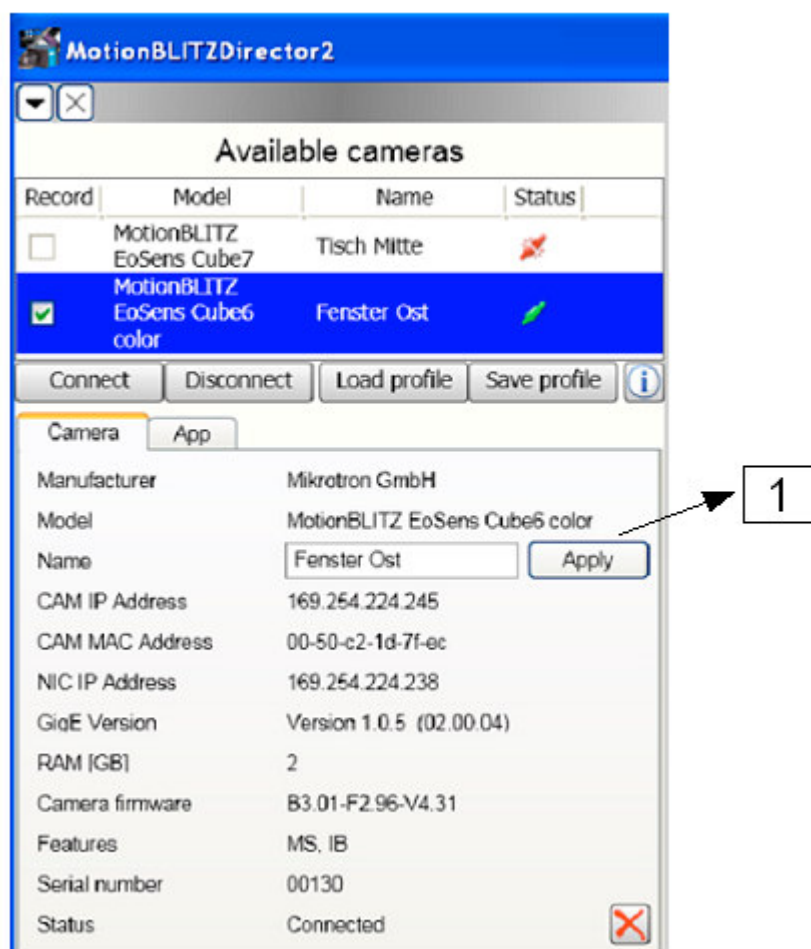 MotionBLITZDirector2
Available cameras
Record Model Name Status
MotionBLITZ
EoSens Cube7
Tisch Mitte
MotionBLITZ
EoSens Cube6
color
Fenster Ost
Connect Disconnect Load profile Save profile i
Camera App
Manufacturer Mikrotron GmbH
Model MotionBLITZ EoSens Cube6 color
Name Fenster Ost Apply
1
CAM IP Address 169.254.224.245
CAM MAC Address 00-50-c2-1d-7f-ec
NIC IP Address 169.254.224.238
GigE Version Version 1.0.5 (02.00.04)
RAM [GB] 2
Camera firmware B3.01-F2.96-V4.31
Features MS, IB
Serial number 00130
Status Connected